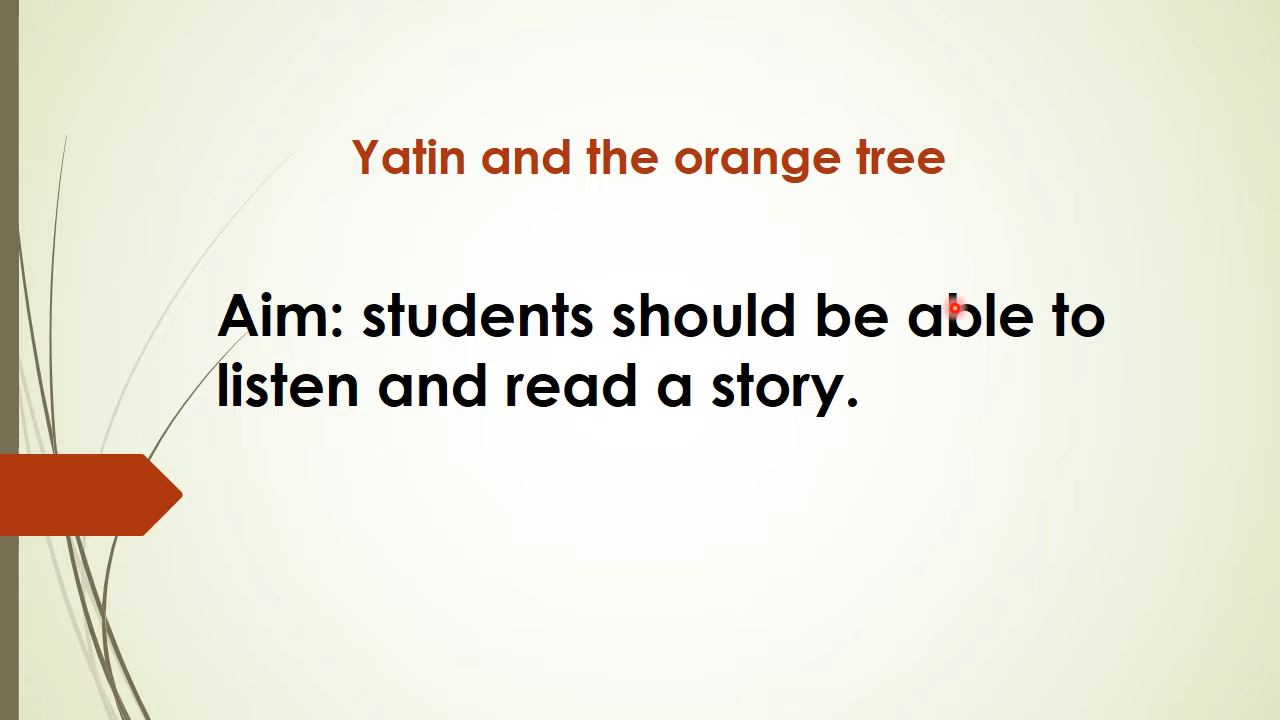 Yatin and the orange tree
Aim: students should be able to
listen and read a story.